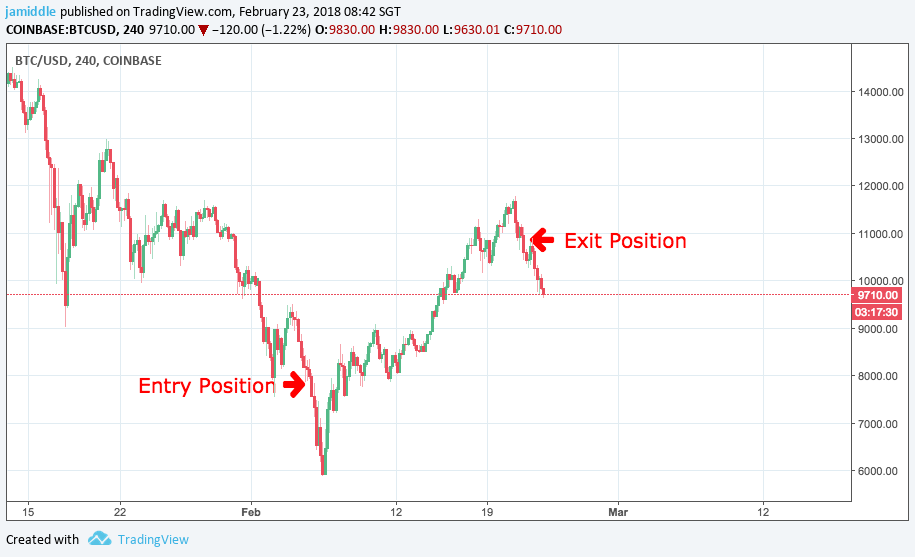 jamiddle published on TradingView.com, February 23, 2018 08:42 SGT
COINBASE:BTCUSD, 240 9710.00 ▼ −120.00 (−1.22%) O:9830.00 H:9830.00 L:9630.01 C:9710.00
BTC/USD, 240, COINBASE
14000.00
13000.00
12000.00
11000.00
Exit Position
10000.00
9710.00
03:17:30
9000.00
Entry Position
8000.00
7000.00
6000.00
15 22 Feb 12 19 Mar 12
Created with TradingView